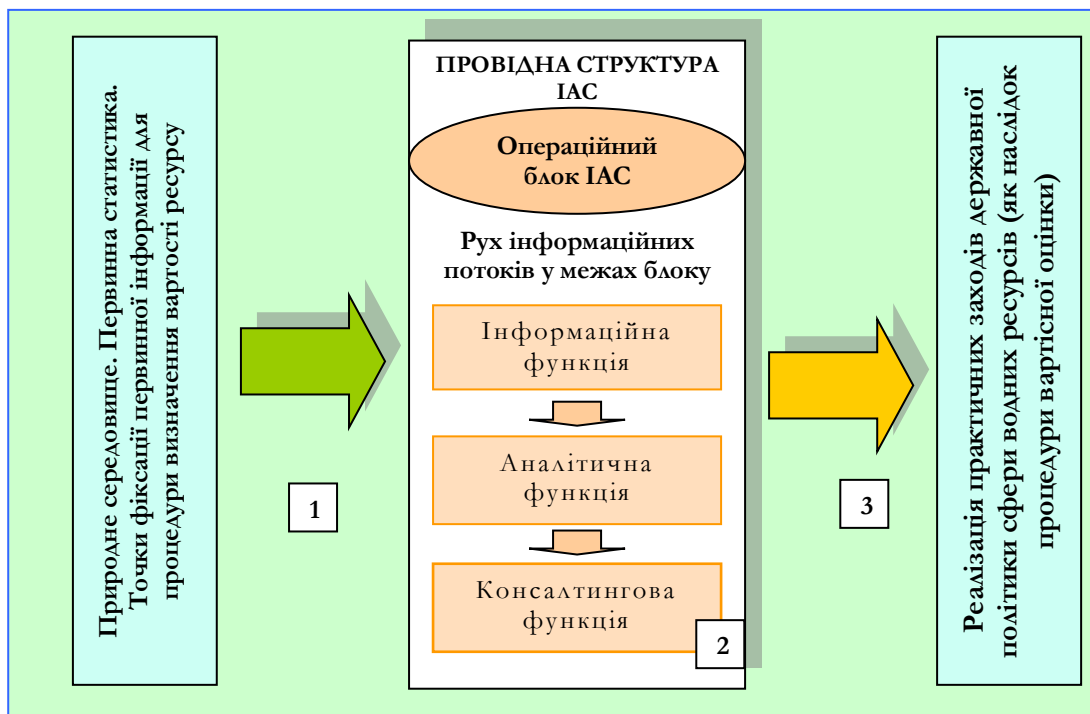 Природне середовище. Первинна статистика.
Точки фіксації первинної інформації для
процедури визначення вартості ресурсу
1
ПРОВІДНА СТРУКТУРА
ІАС
Операційний
блок ІАС
Рух інформаційних
потоків у межах блоку
Інформаційна
функція
Аналітична
функція
Консалтингова
функція
2
3
Реалізація практичних заходів державної
політики сфери водних ресурсів (як наслідок
процедури вартісної оцінки)